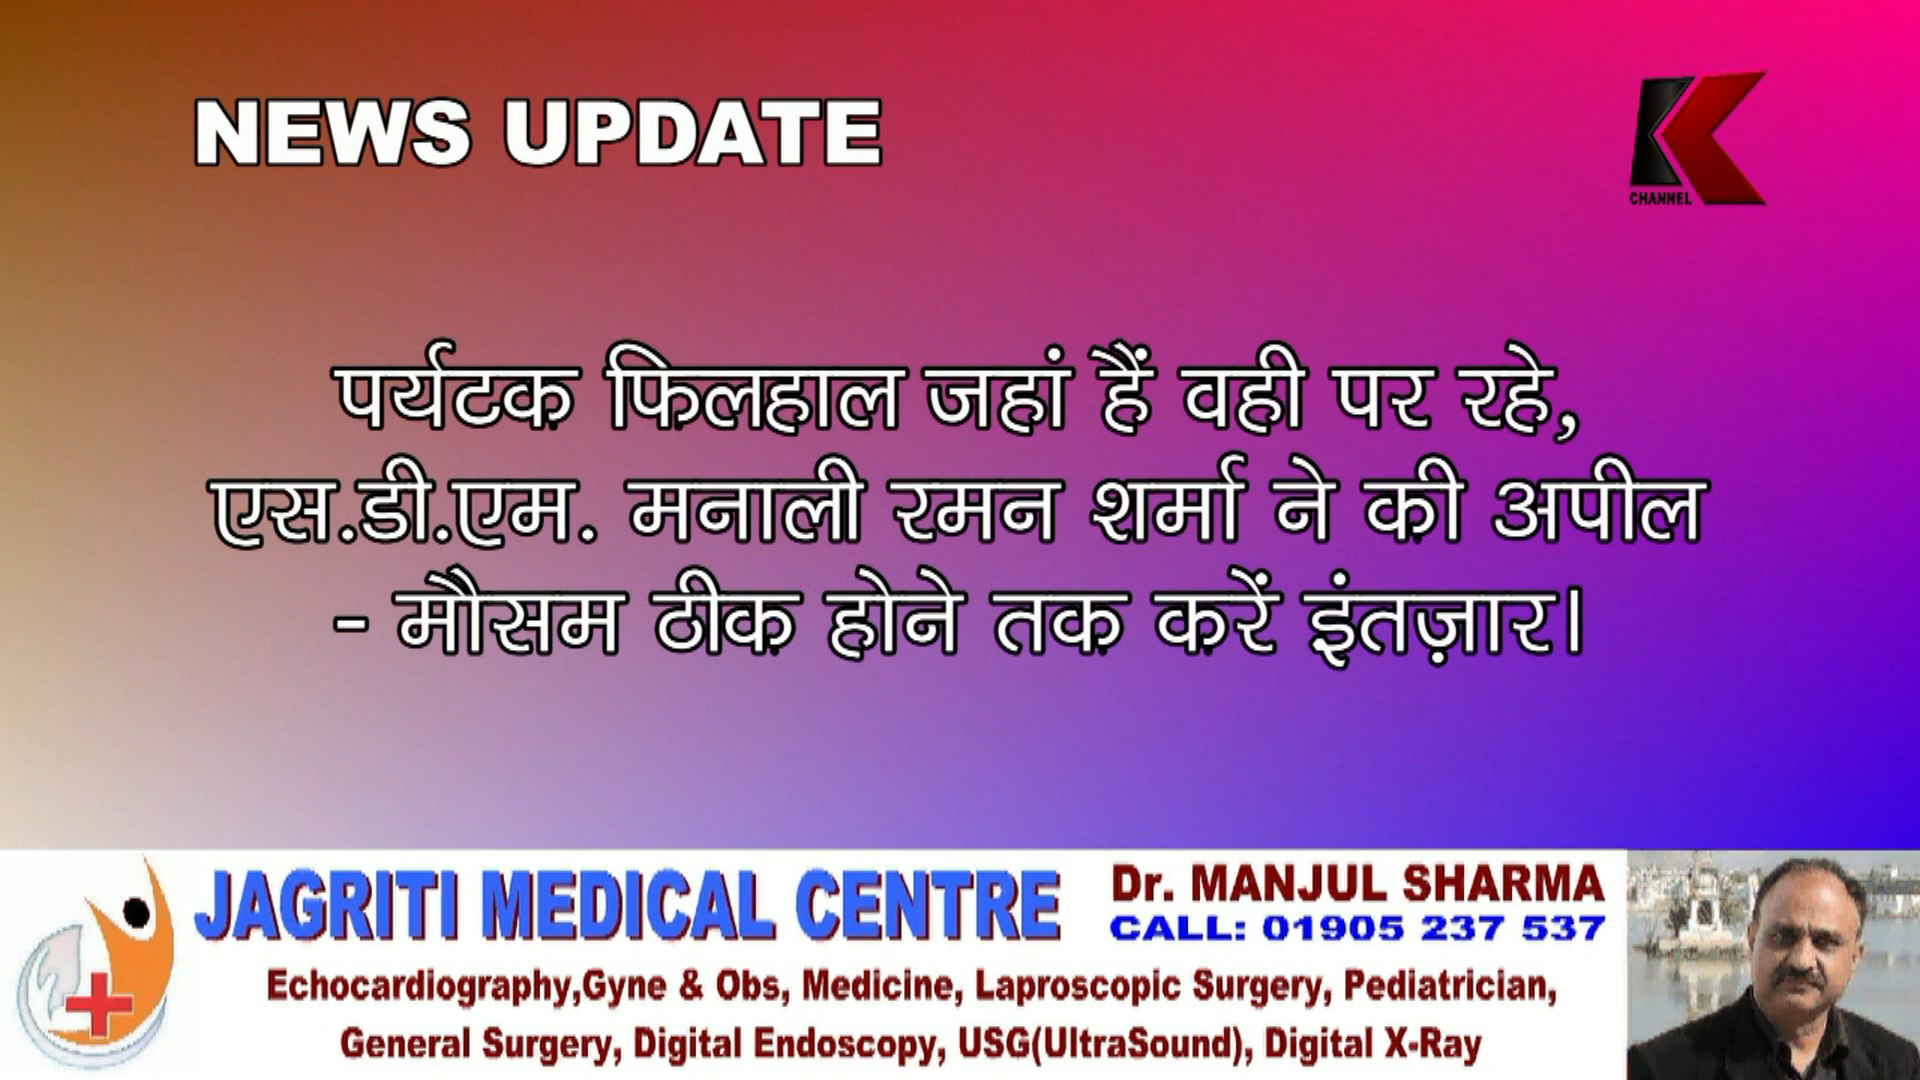 NEWS UPDATE
CHANNEL
पर्यटक फिलहाल जहां हैं वही पर रहे,
एस.डी.एम. मनाली रमन शर्मा ने की अपील
- मौसम ठीक होने तक करें इंतज़ार।
JAGRITI MEDICAL CENTRE
Dr. MANJUL SHARMA
CALL: 01905 237 537
Echocardiography,Gyne & Obs, Medicine, Laproscopic Surgery, Pediatrician,
General Surgery, Digital Endoscopy, USG(UltraSound), Digital X-Ray